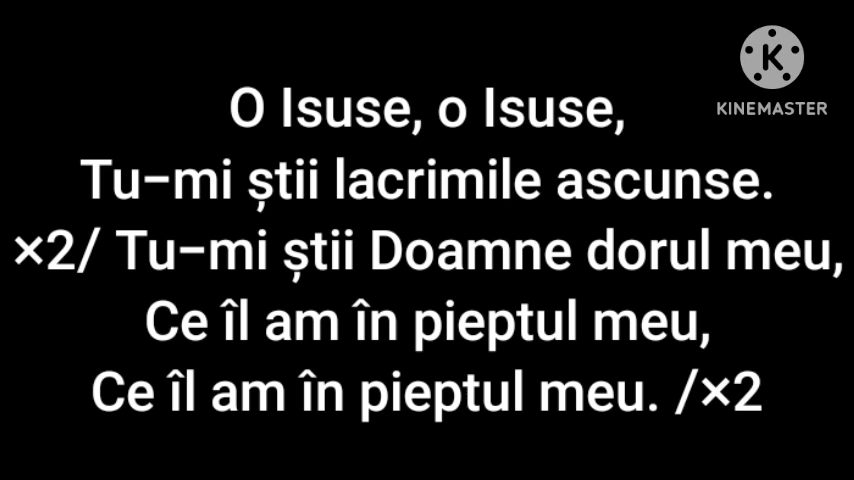 KINEMASTER
O Isuse, o Isuse,
Tu-mi știi lacrimile ascunse.
×2/ Tu-mi știi Doamne dorul meu,
Ce îl am în pieptul meu,
Ce îl am în pieptul meu. /×2